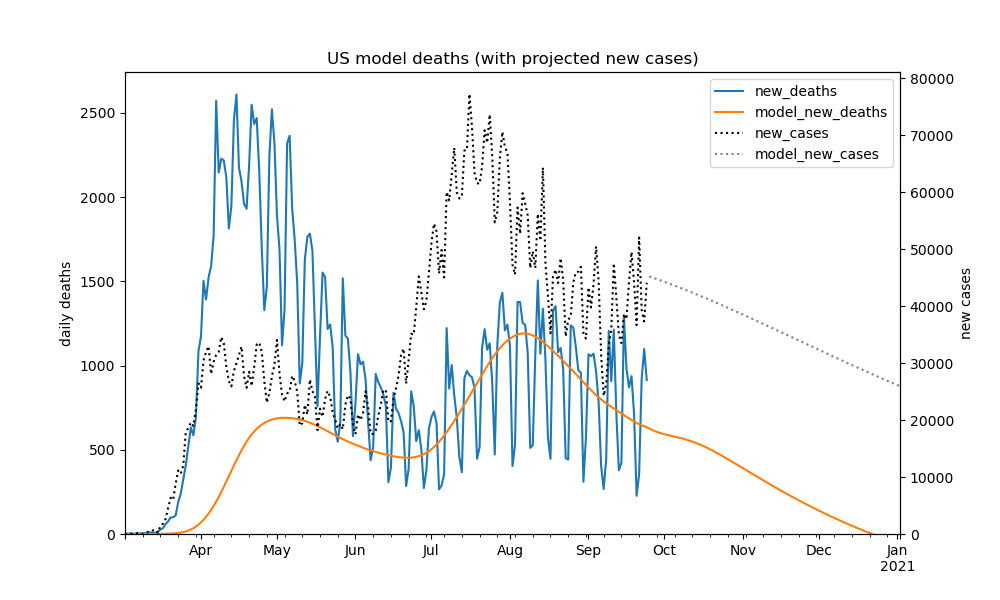 US model deaths (with projected new cases)
new_deaths
model_new_deaths
new_cases
model_new_cases
daily deaths
2500
2000
1500
1000
500
0
80000
70000
60000
50000
40000
30000
20000
10000
0
new cases
Apr May Jun Jul Aug Sep Oct Nov Dec Jan
2021